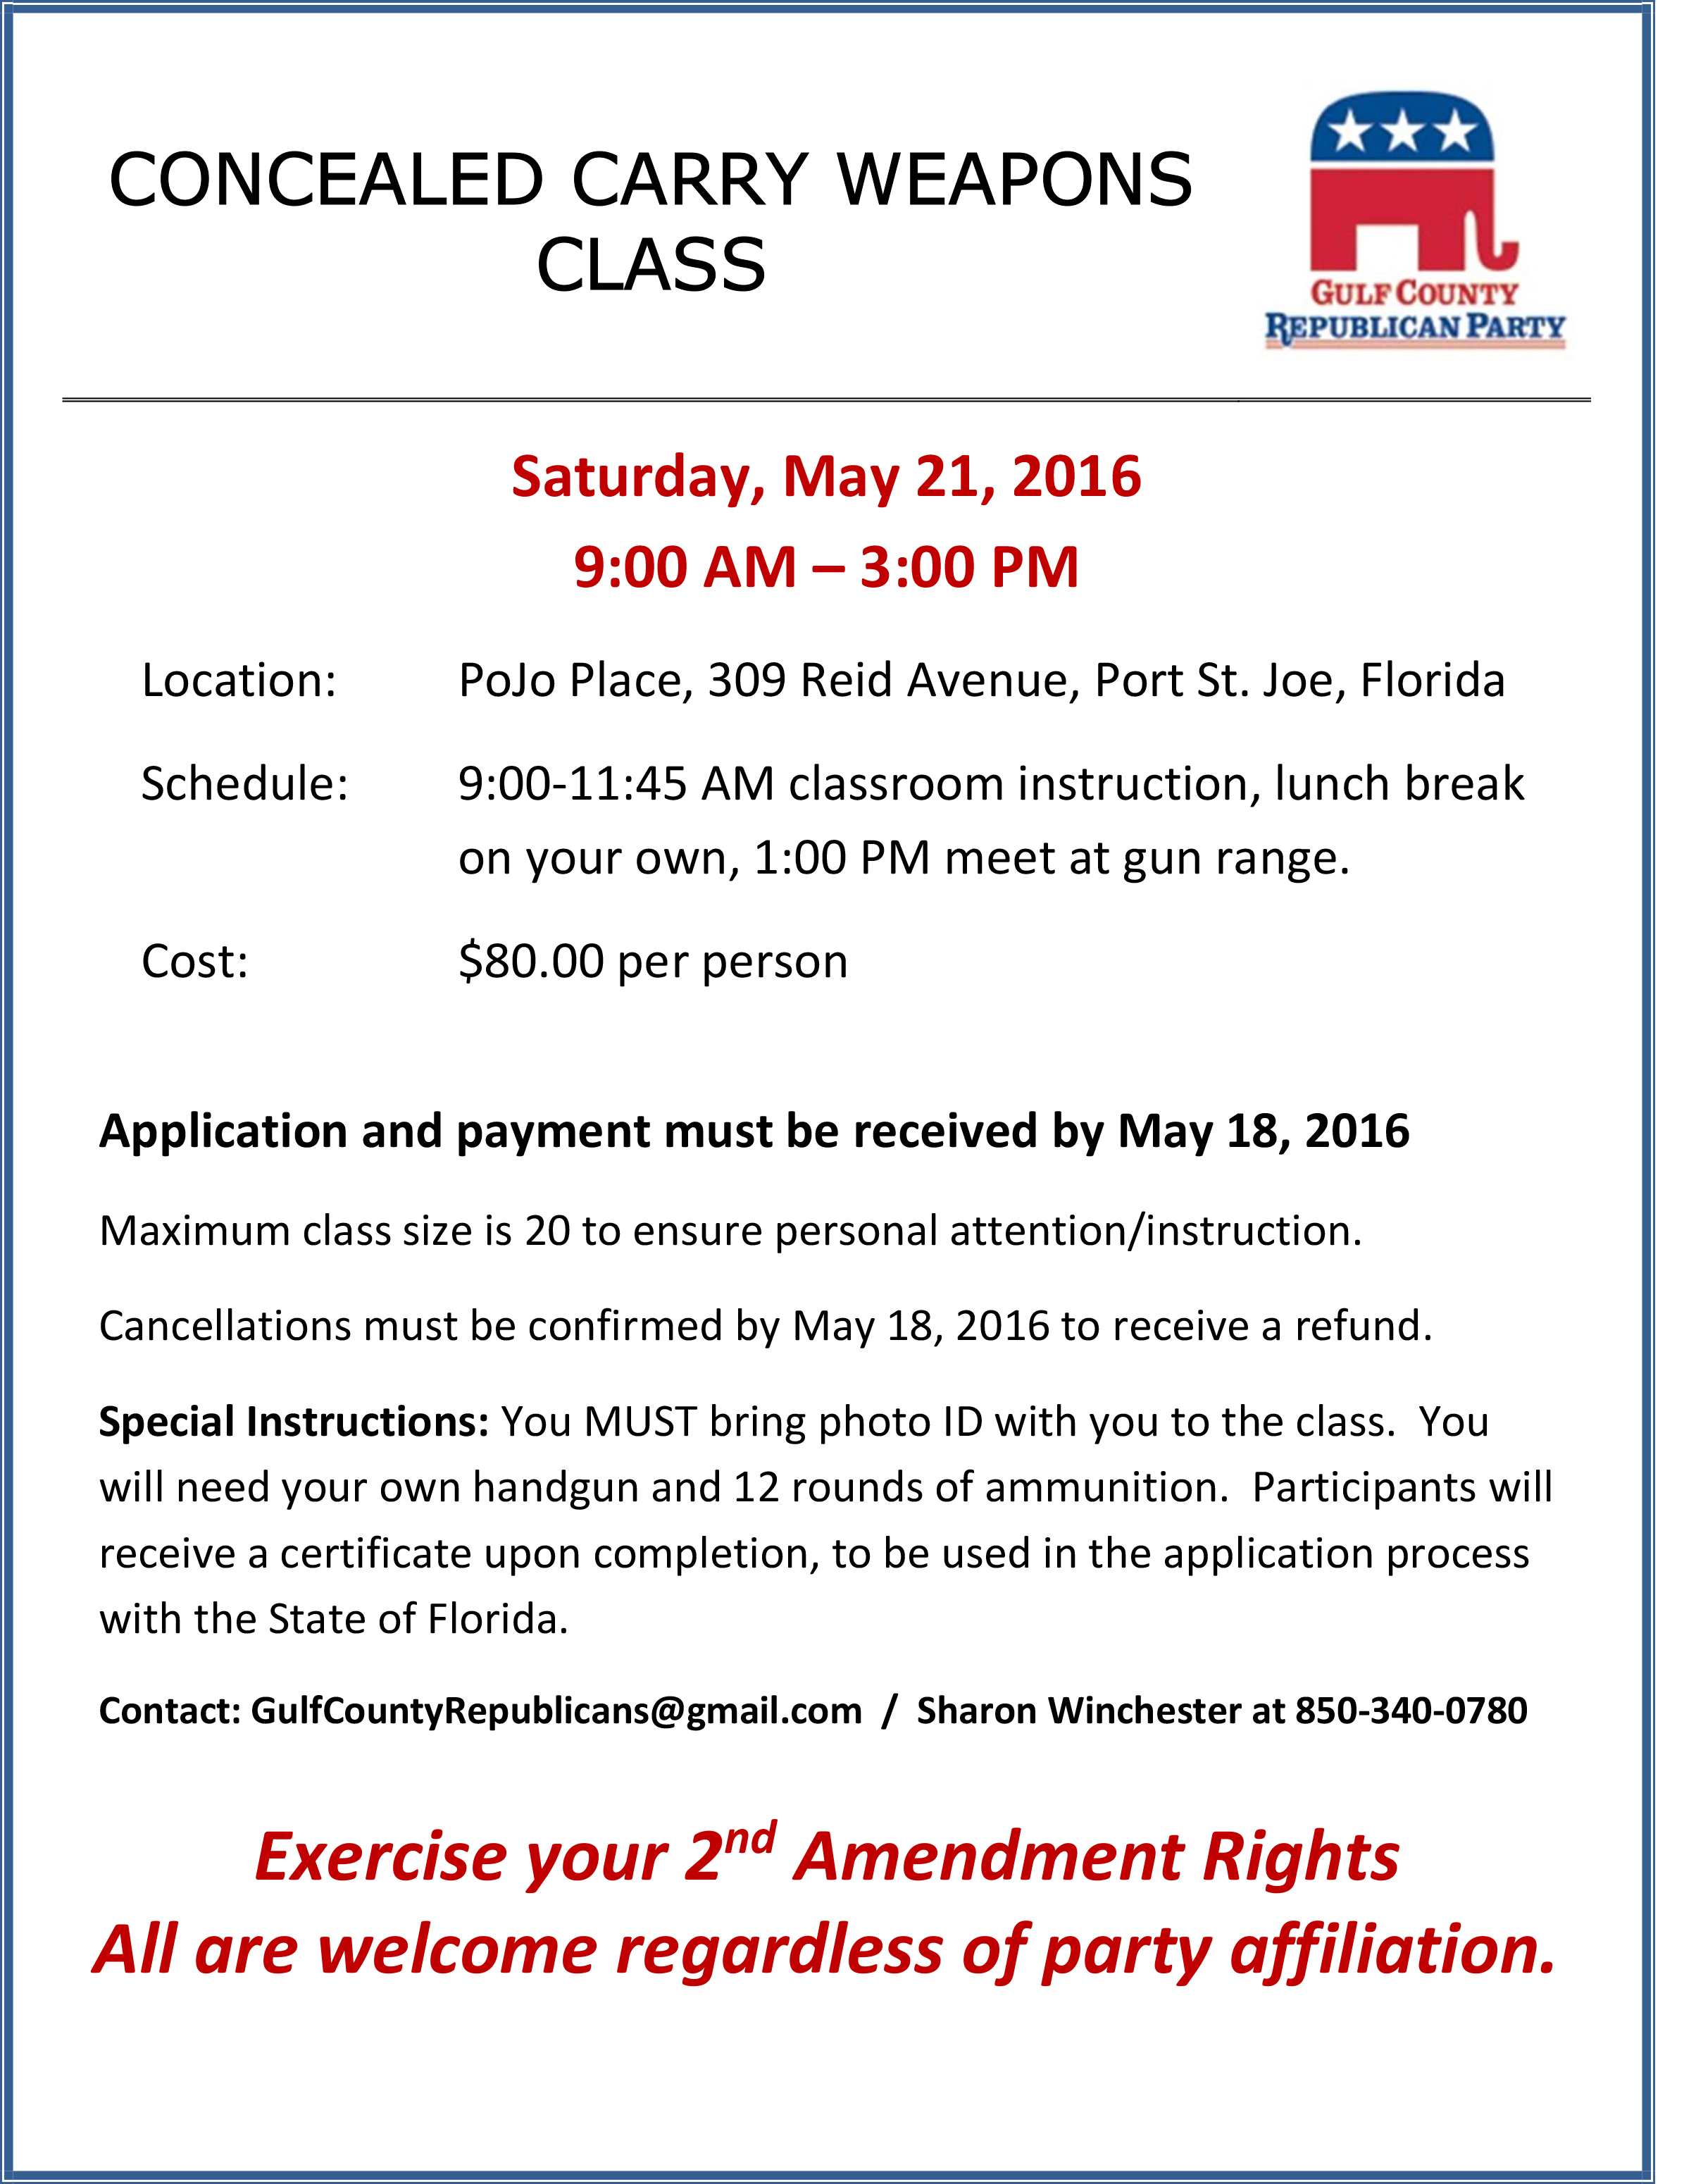 CONCEALED CARRY WEAPONS
CLASS
GULF COUNTY
REPUBLICAN PARTY
Saturday, May 21, 2016
9:00 AM – 3:00 PM
Location: PoJo Place, 309 Reid Avenue, Port St. Joe, Florida
Schedule: 9:00-11:45 AM classroom instruction, lunch break
on your own, 1:00 PM meet at gun range.
Cost: $80.00 per person
Application and payment must be received by May 18, 2016
Maximum class size is 20 to ensure personal attention/instruction.
Cancellations must be confirmed by May 18, 2016 to receive a refund.
Special Instructions: You MUST bring photo ID with you to the class. You
will need your own handgun and 12 rounds of ammunition. Participants will
receive a certificate upon completion, to be used in the application process
with the State of Florida.
Contact: GulfCountyRepublicans@gmail.com / Sharon Winchester at 850-340-0780
Exercise your 2nd Amendment Rights
All are welcome regardless of party affiliation.